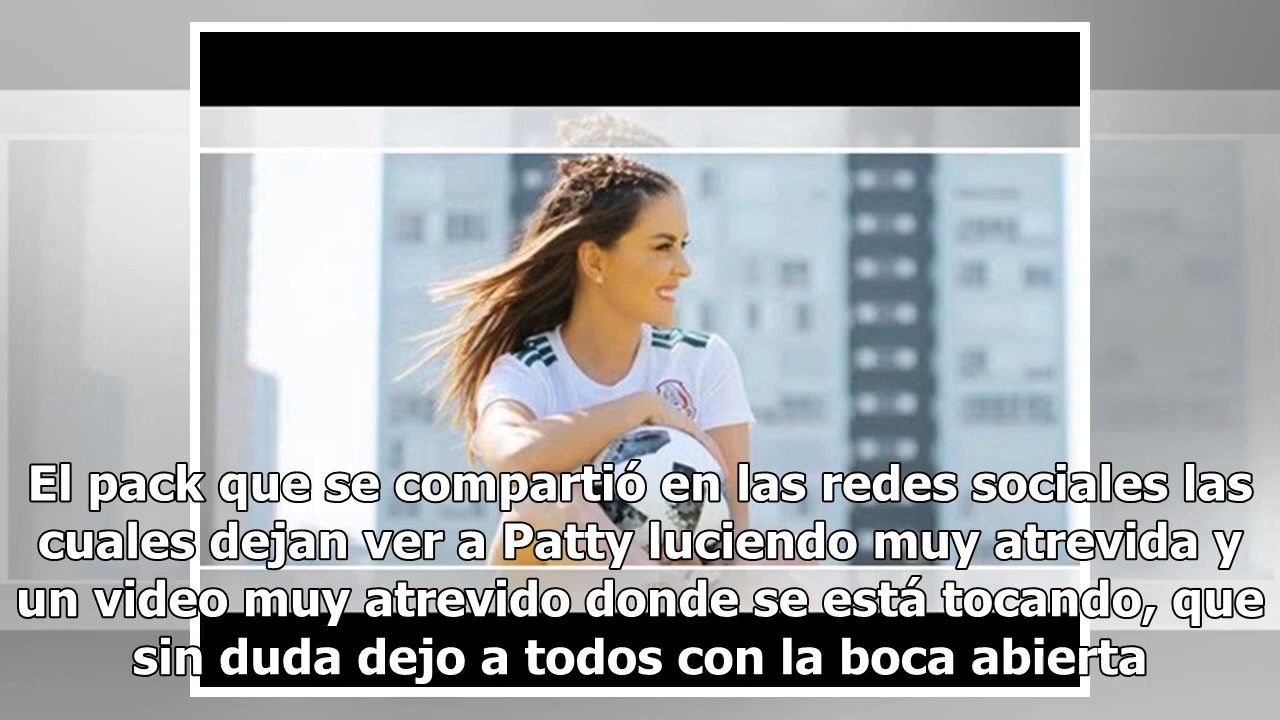 El pack que se compartió en las redes sociales las
cuales dejan ver a Patty luciendo muy atrevida y
un video muy atrevido donde se está tocando, que
sin duda dejo a todos con la boca abierta